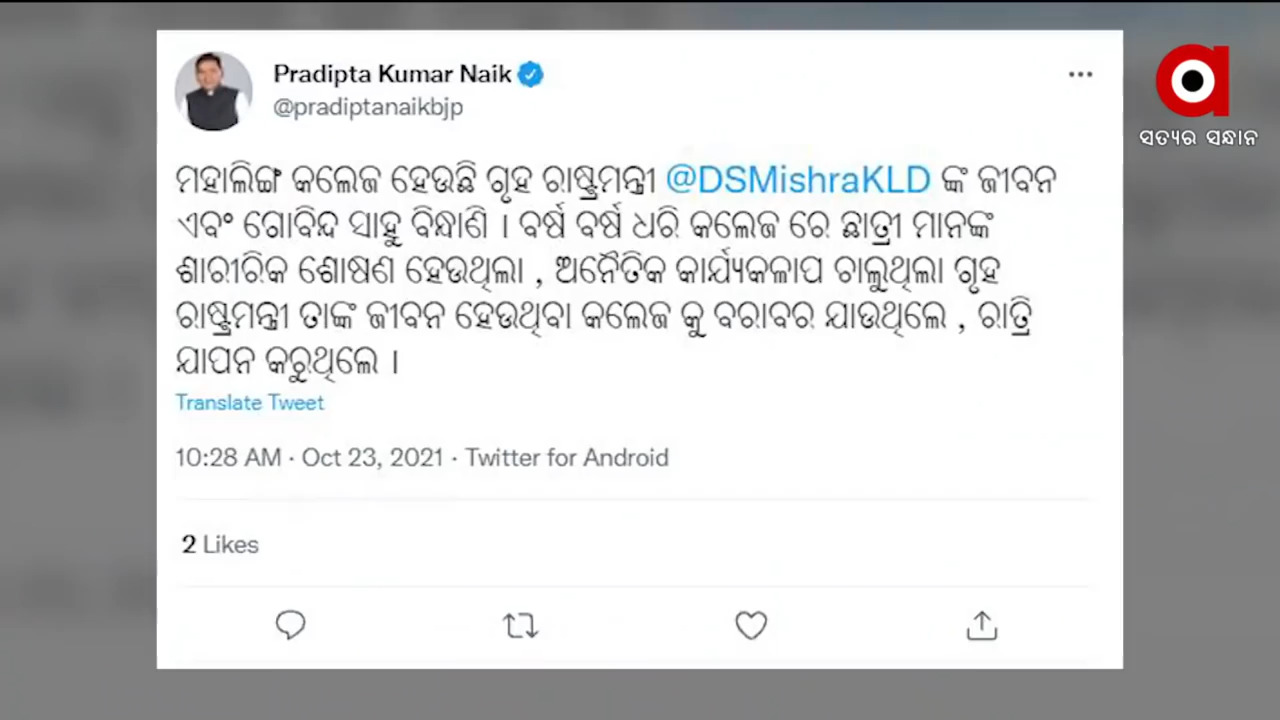 Pradipta Kumar Naik
@pradiptanaikbjp
ସତ୍ୟର ସନ୍ଧାନ
ମହାଲିଙ୍ଗ କଲେଜ ହେଉଛି ଗୃହ ରାଷ୍ଟ୍ରମନ୍ତ୍ରୀ @DSMishraKLD ଙ୍କ ଜୀବନ
ଏବଂ ଗୋବିନ୍ଦ ସାହୁ ବିନ୍ଧାଣି । ବର୍ଷ ବର୍ଷ ଧରି କଲେଜ ରେ ଛାତ୍ରୀ ମାନଙ୍କ
ଶାରୀରିକ ଶୋଷଣ ହେଉଥିଲା , ଅନୈତିକ କାର୍ଯ୍ୟକଳାପ ଚାଲୁଥିଲା ଗୃହ
ରାଷ୍ଟ୍ରମନ୍ତ୍ରୀ ତାଙ୍କ ଜୀବନ ହେଉଥିବା କଲେଜ କୁ ବରାବର ଯାଉଥିଲେ , ରାତ୍ରି
ଯାପନ କରୁଥିଲେ ।
Translate Tweet
10:28 AM · Oct 23, 2021 · Twitter for Android
2 Likes